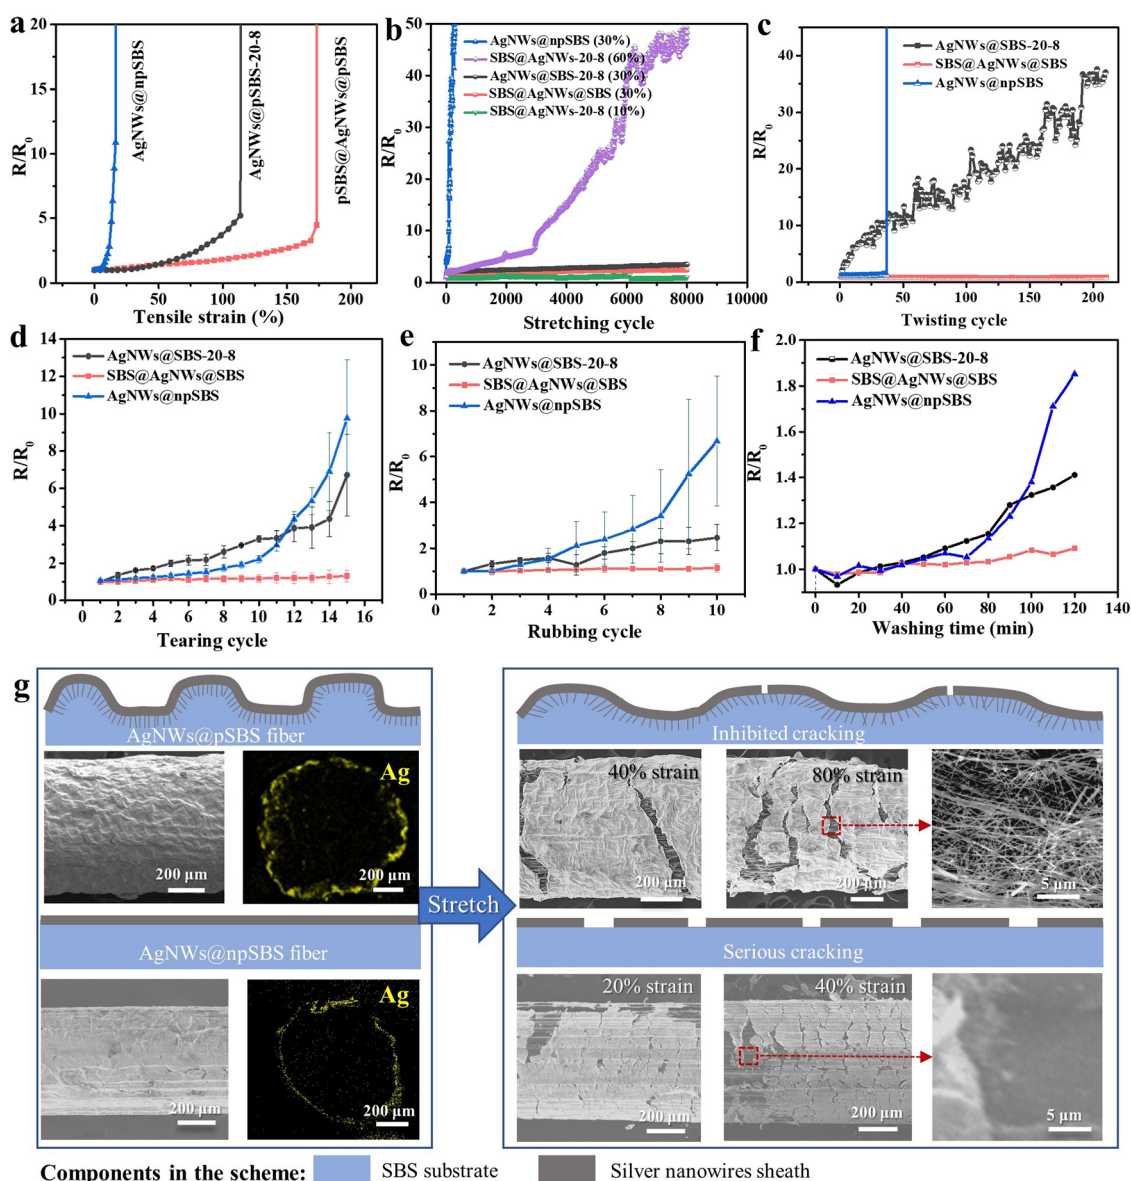 a
20
15
10
5
0
R/R0
0 50 100 150 200
Tensile strain (%)
AgNWs@npSBS
AgNWs@pSBS-20-8
pSBS@AgNWs@pSBS
b
50
40
30
20
10
0
R/R0
0 2000 4000 6000 8000 10000
Stretching cycle
AgNWs@npSBS (30%)
SBS@AgNWs-20-8 (60%)
AgNWs@SBS-20-8 (30%)
SBS@AgNWs@SBS (30%)
SBS@AgNWs-20-8 (10%)
c
40
30
20
10
0
R/R0
0 50 100 150 200
Twisting cycle
AgNWs@SBS-20-8
SBS@AgNWs@SBS
AgNWs@npSBS
d
14
12
10
8
6
4
2
0
R/R0
0 2 4 6 8 10 12 14 16
Tearing cycle
AgNWs@SBS-20-8
SBS@AgNWs@SBS
AgNWs@npSBS
e
10
8
6
4
2
0
R/R0
0 2 4 6 8 10
Rubbing cycle
AgNWs@SBS-20-8
SBS@AgNWs@SBS
AgNWs@npSBS
f
2.0
1.8
1.6
1.4
1.2
1.0
R/R0
0 20 40 60 80 100 120 140
Washing time (min)
AgNWs@SBS-20-8
SBS@AgNWs@SBS
AgNWs@npSBS
g
AgNWs@pSBS fiber
200 μm
Ag
200 μm
AgNWs@npSBS fiber
200 μm
Ag
200 μm
Stretch
Inhibited cracking
40% strain
200 μm
80% strain
200 μm
5 μm
Serious cracking
20% strain
200 μm
40% strain
200 μm
5 μm
Components in the scheme: SBS substrate Silver nanowires sheath